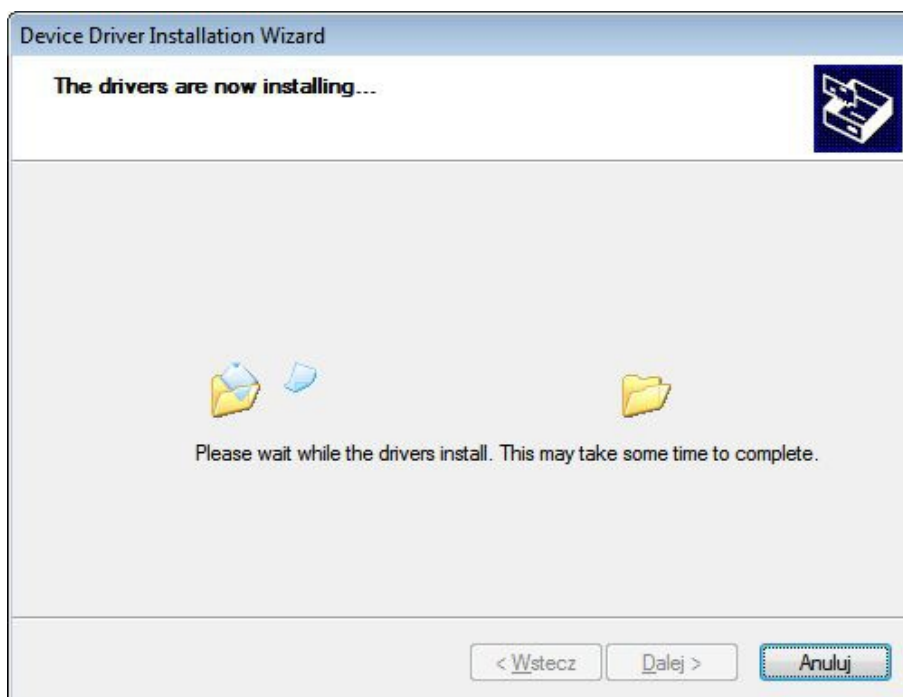 Device Driver Installation Wizard
The drivers are now installing...
Please wait while the drivers install. This may take some time to complete.
< Wstecz
Dalej >
Anuluj